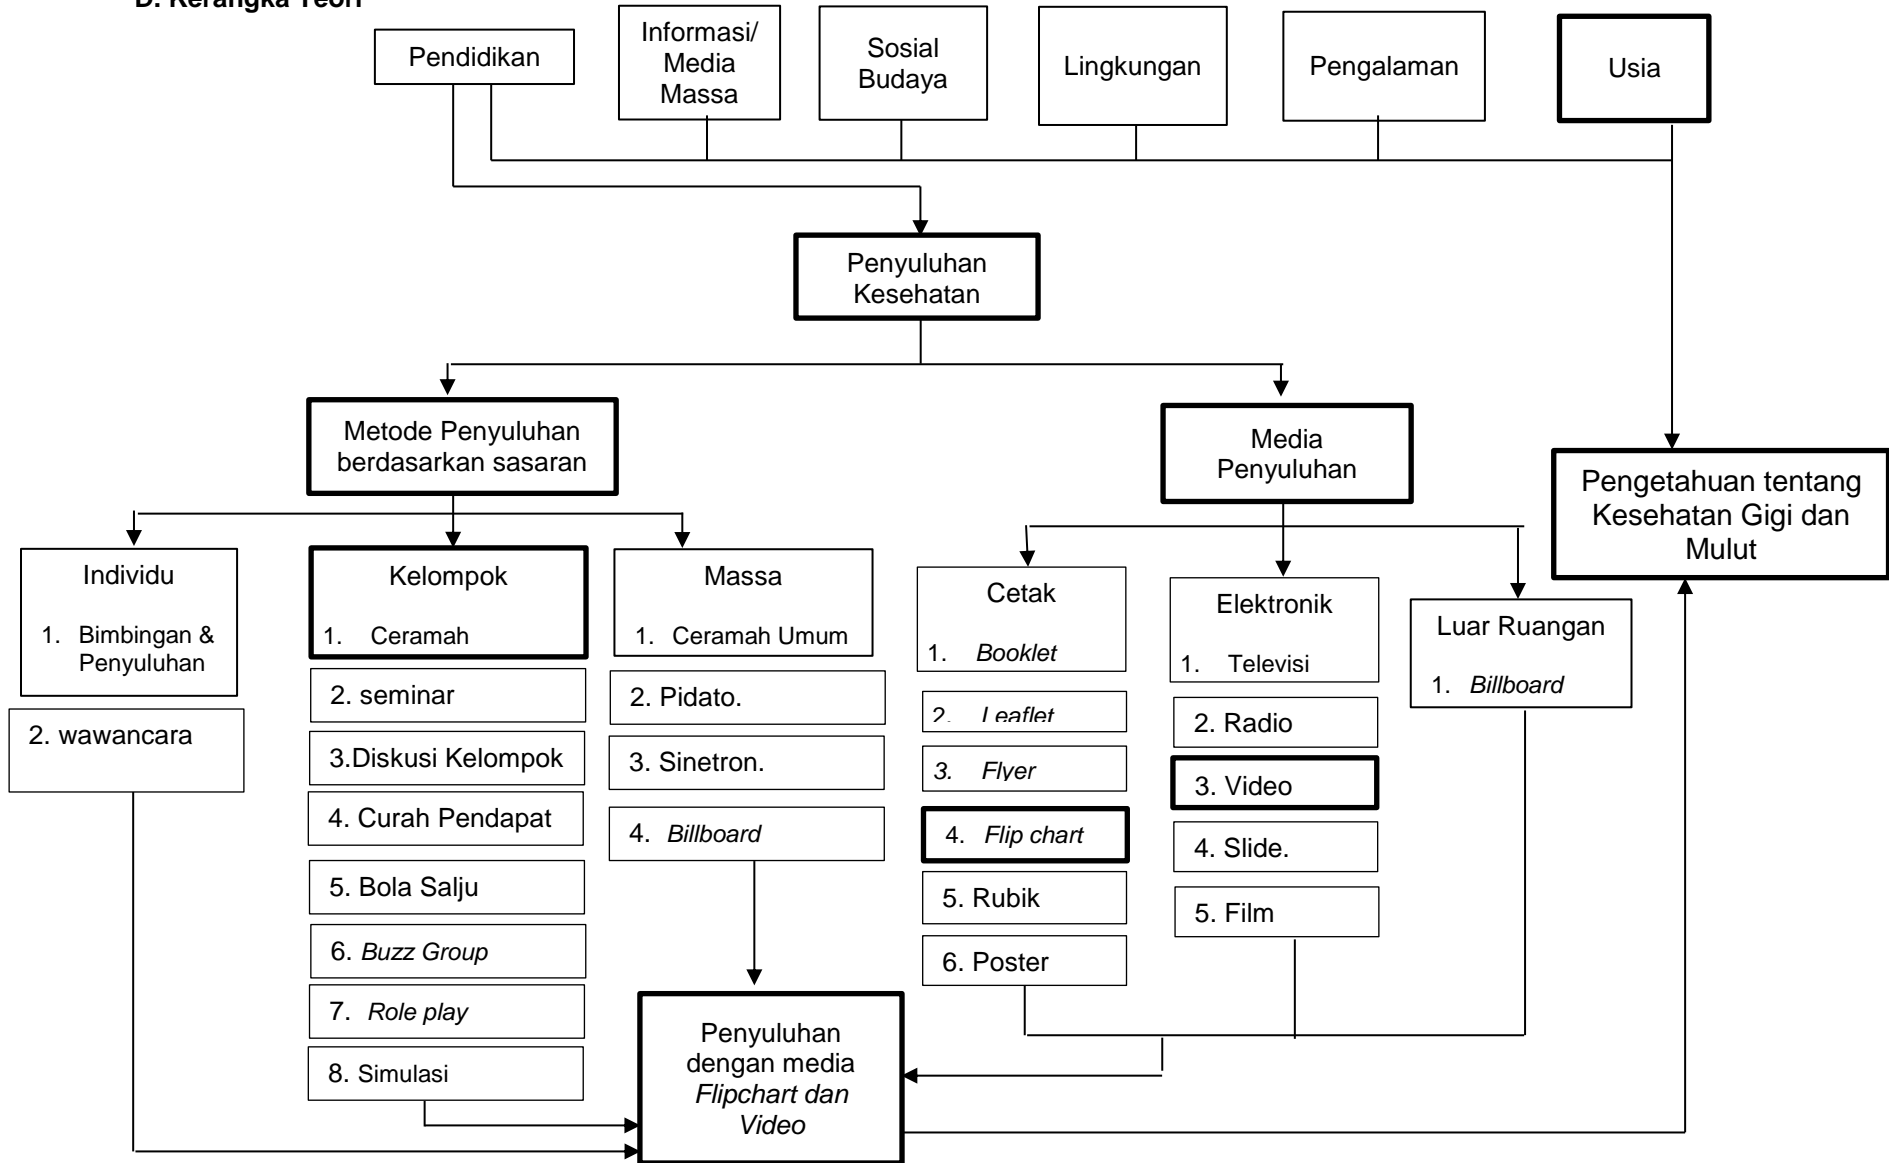 D. Kerangka Teori
Pendidikan
Informasi/
Media
Massa
Sosial
Budaya
Lingkungan
Pengalaman
Usia
Penyuluhan
Kesehatan
Metode Penyuluhan
berdasarkan sasaran
Media
Penyuluhan
Pengetahuan tentang
Kesehatan Gigi dan
Mulut
Individu
1. Bimbingan &
Penyuluhan
2. wawancara
Kelompok
1. Ceramah
2. seminar
3.Diskusi Kelompok
4. Curah Pendapat
5. Bola Salju
6. Buzz Group
7. Role play
8. Simulasi
Massa
1. Ceramah Umum
2. Pidato.
3. Sinetron.
4. Billboard
Cetak
1. Booklet
2. Leaflet
3. Flyer
4. Flip chart
5. Rubik
6. Poster
Elektronik
1. Televisi
2. Radio
3. Video
4. Slide.
5. Film
Luar Ruangan
1. Billboard
Penyuluhan
dengan media
Flipchart dan
Video